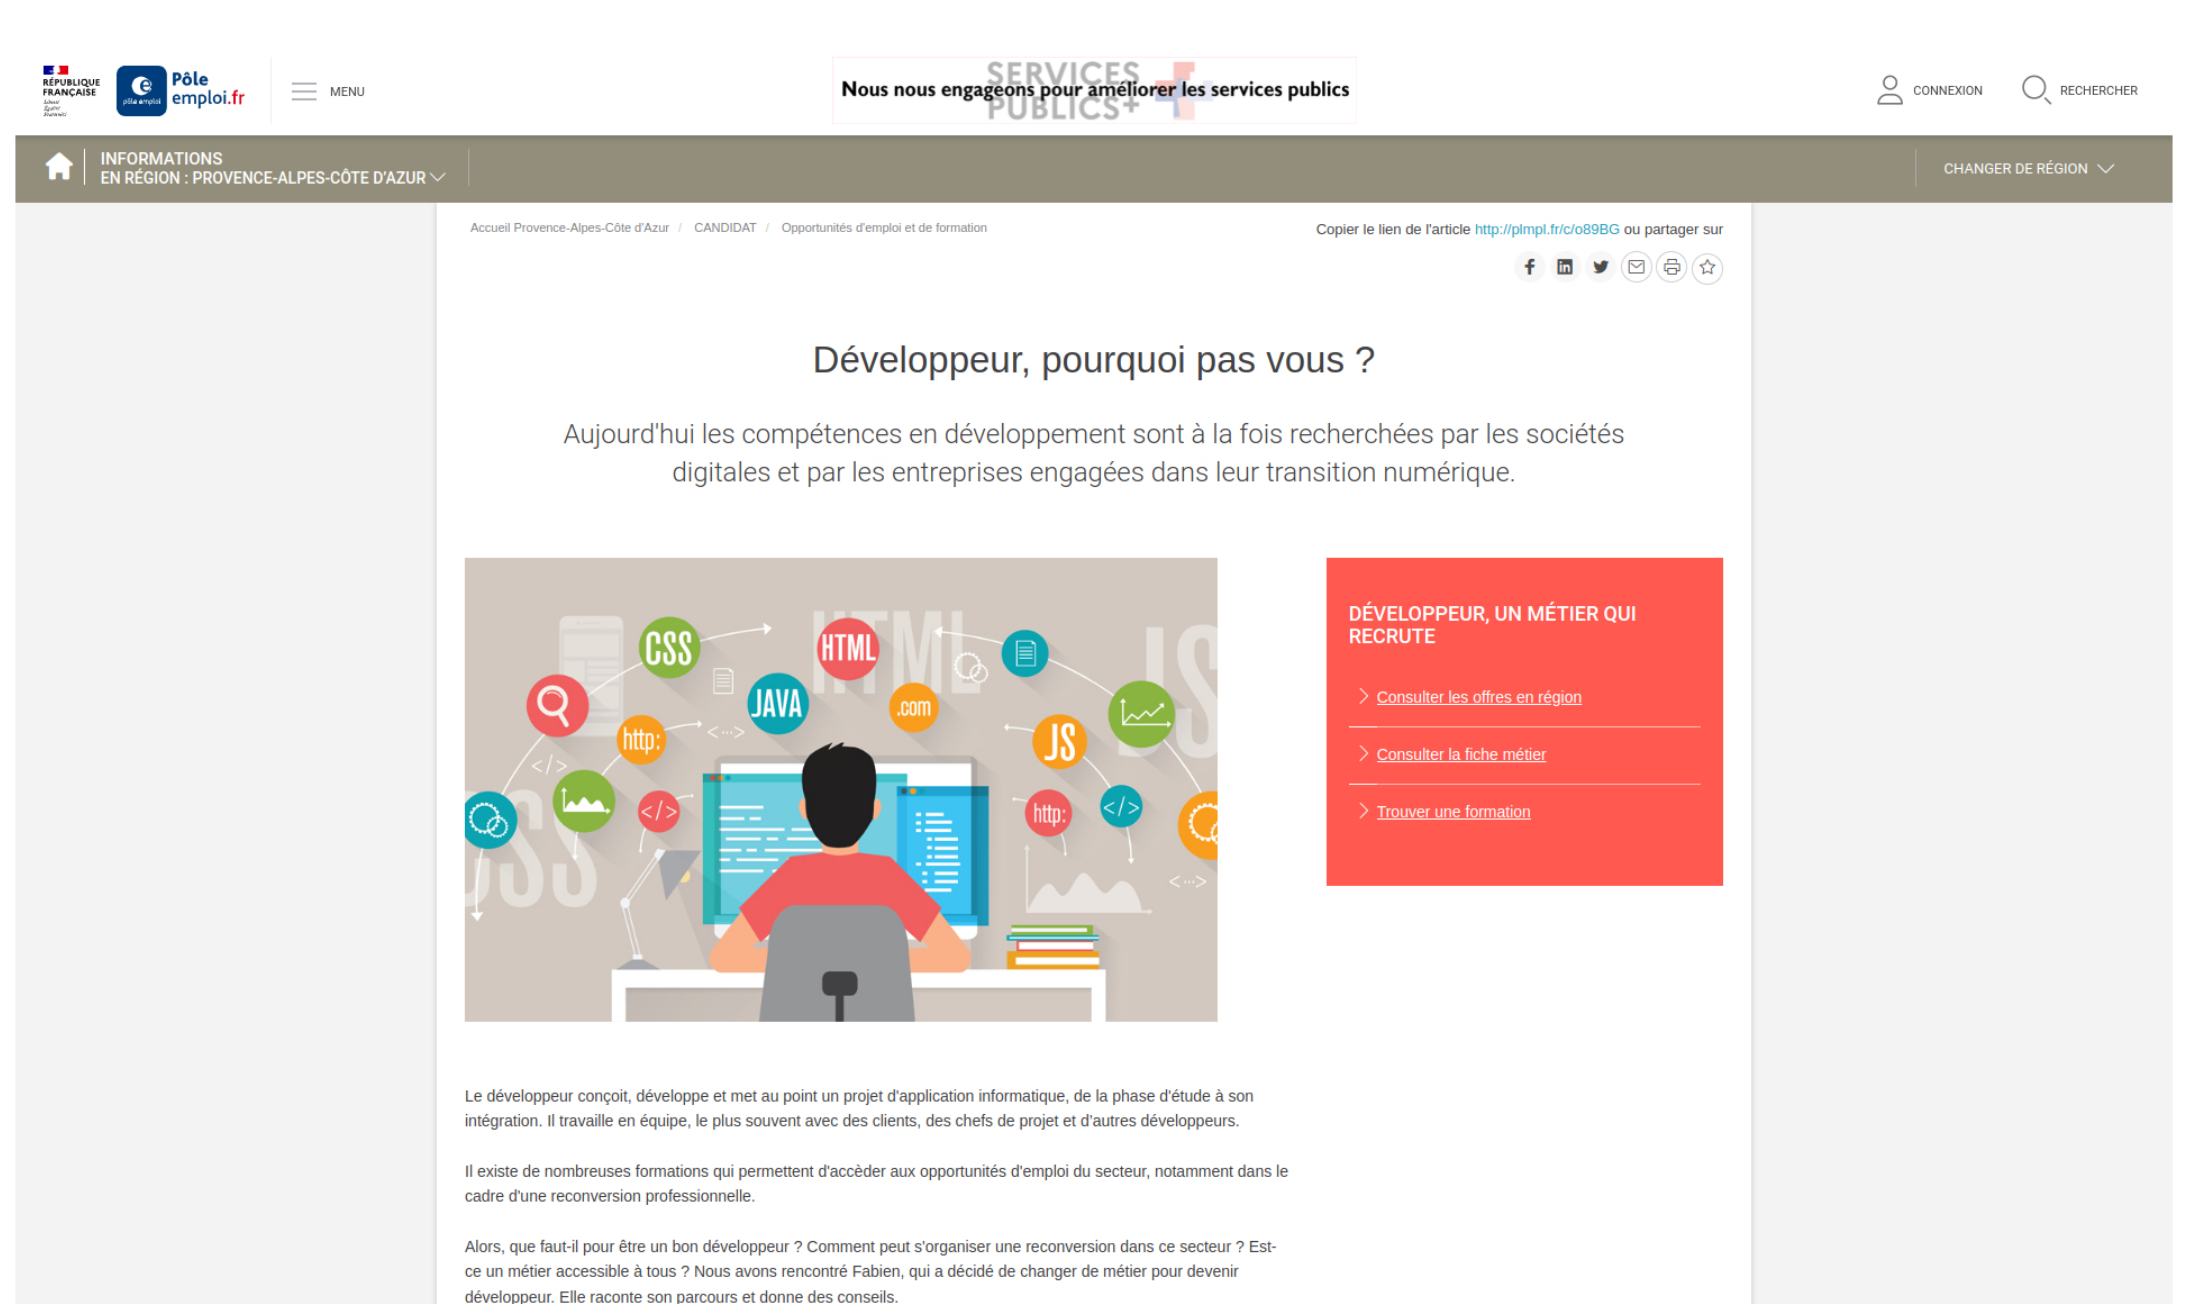 RÉPUBLIQUE
FRANÇAISE
Liberté
Égalité
Fraternité
pôle emploi
Pôle
emploi.fr
MENU
SERVICES
Nous nous engageons pour améliorer les services publics
PUBLICS+
CONNEXION
RECHERCHER
INFORMATIONS
EN RÉGION : PROVENCE-ALPES-CÔTE D'AZUR
CHANGER DE RÉGION
Accueil Provence-Alpes-Côte d'Azur / CANDIDAT / Opportunités d'emploi et de formation
Copier le lien de l'article http://plmpl.fr/c/o89BG ou partager sur
Développeur, pourquoi pas vous ?
Aujourd'hui les compétences en développement sont à la fois recherchées par les sociétés
digitales et par les entreprises engagées dans leur transition numérique.
HTML
JS
CSS
CSS
HTML
JAVA
.com
http:
JS
</>
</>
http:
</>
<···>
<···>
DÉVELOPPEUR, UN MÉTIER QUI
RECRUTE
Consulter les offres en région
Consulter la fiche métier
Trouver une formation
Le développeur conçoit, développe et met au point un projet d'application informatique, de la phase d'étude à son
intégration. Il travaille en équipe, le plus souvent avec des clients, des chefs de projet et d'autres développeurs.
Il existe de nombreuses formations qui permettent d'accèder aux opportunités d'emploi du secteur, notamment dans le
cadre d'une reconversion professionnelle.
Alors, que faut-il pour être un bon développeur ? Comment peut s'organiser une reconversion dans ce secteur ? Est-
ce un métier accessible à tous ? Nous avons rencontré Fabien, qui a décidé de changer de métier pour devenir
développeur. Elle raconte son parcours et donne des conseils.